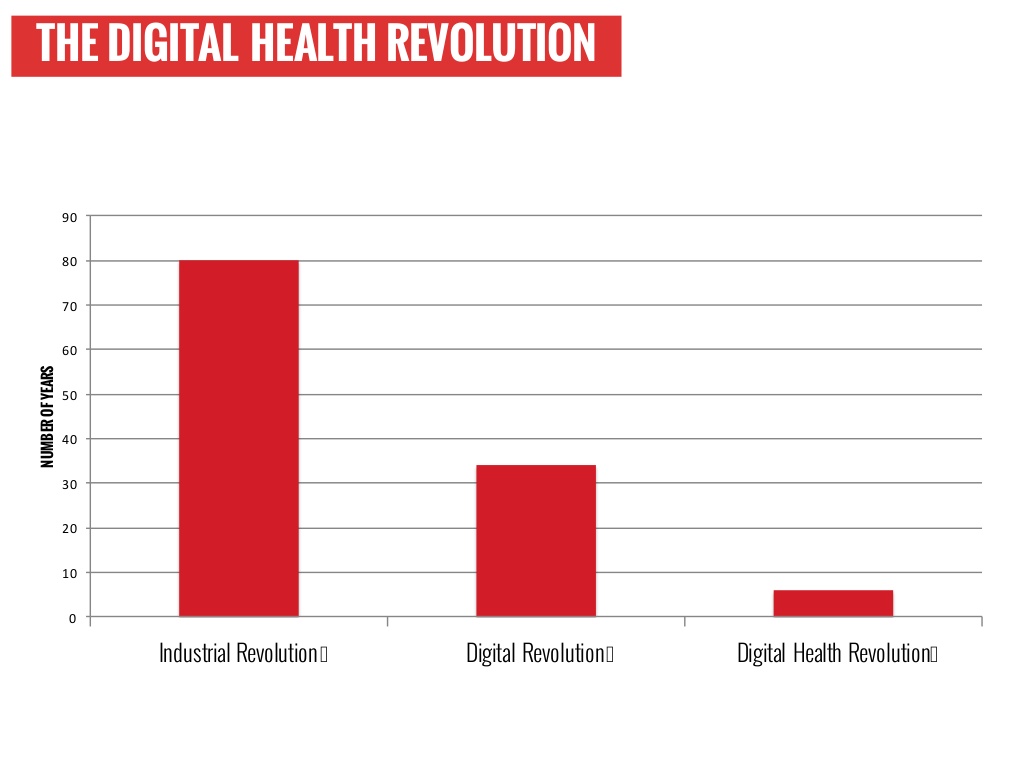 THE DIGITAL HEALTH REVOLUTION
NUMBER OF YEARS
90
80
70
60
50
40
30
20
10
0
Industrial Revolution
Digital Revolution
Digital Health Revolution